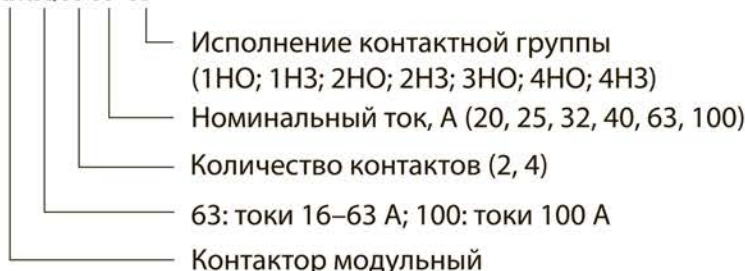 Исполнение контактной группы
(1НО; 1НЗ; 2НО; 2НЗ; 3НО; 4НО; 4НЗ)
Номинальный ток, А (20, 25, 32, 40, 63, 100)
Количество контактов (2, 4)
63: токи 16–63 А; 100: токи 100 А
Контактор модульный